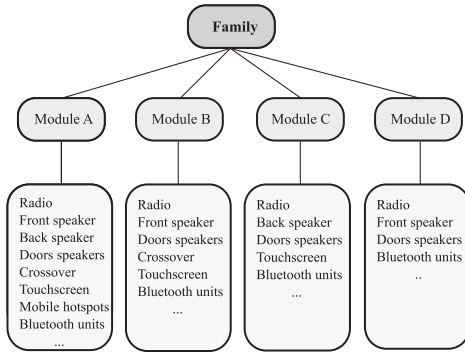 Family
Module A
Module B
Module C
Module D
Radio
Front speaker
Back speaker
Doors speakers
Crossover
Touchscreen
Mobile hotspots
Bluetooth units
...
Radio
Front speaker
Doors speakers
Crossover
Touchscreen
Bluetooth units
...
Radio
Back speaker
Doors speakers
Touchscreen
Bluetooth units
...
Radio
Front speaker
Doors speakers
Bluetooth units
..